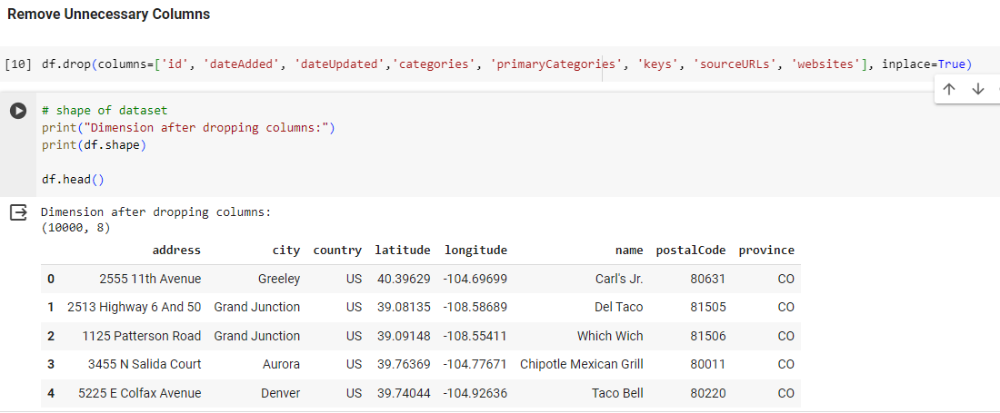 Remove Unnecessary Columns
[10] df.drop(columns=['id', 'dateAdded', 'dateUpdated','categories', 'primaryCategories', 'keys', 'sourceURLs', 'websites'], inplace=True)
# shape of dataset
print("Dimension after dropping columns:")
print(df.shape)
df.head()
Dimension after dropping columns:
(10000, 8)
address city country latitude longitude name postalCode province
0 2555 11th Avenue Greeley US 40.39629 -104.69699 Carl's Jr. 80631 CO
1 2513 Highway 6 And 50 Grand Junction US 39.08135 -108.58689 Del Taco 81505 CO
2 1125 Patterson Road Grand Junction US 39.09148 -108.55411 Which Wich 81506 CO
3 3455 N Salida Court Aurora US 39.76369 -104.77671 Chipotle Mexican Grill 80011 CO
4 5225 E Colfax Avenue Denver US 39.74044 -104.92636 Taco Bell 80220 CO